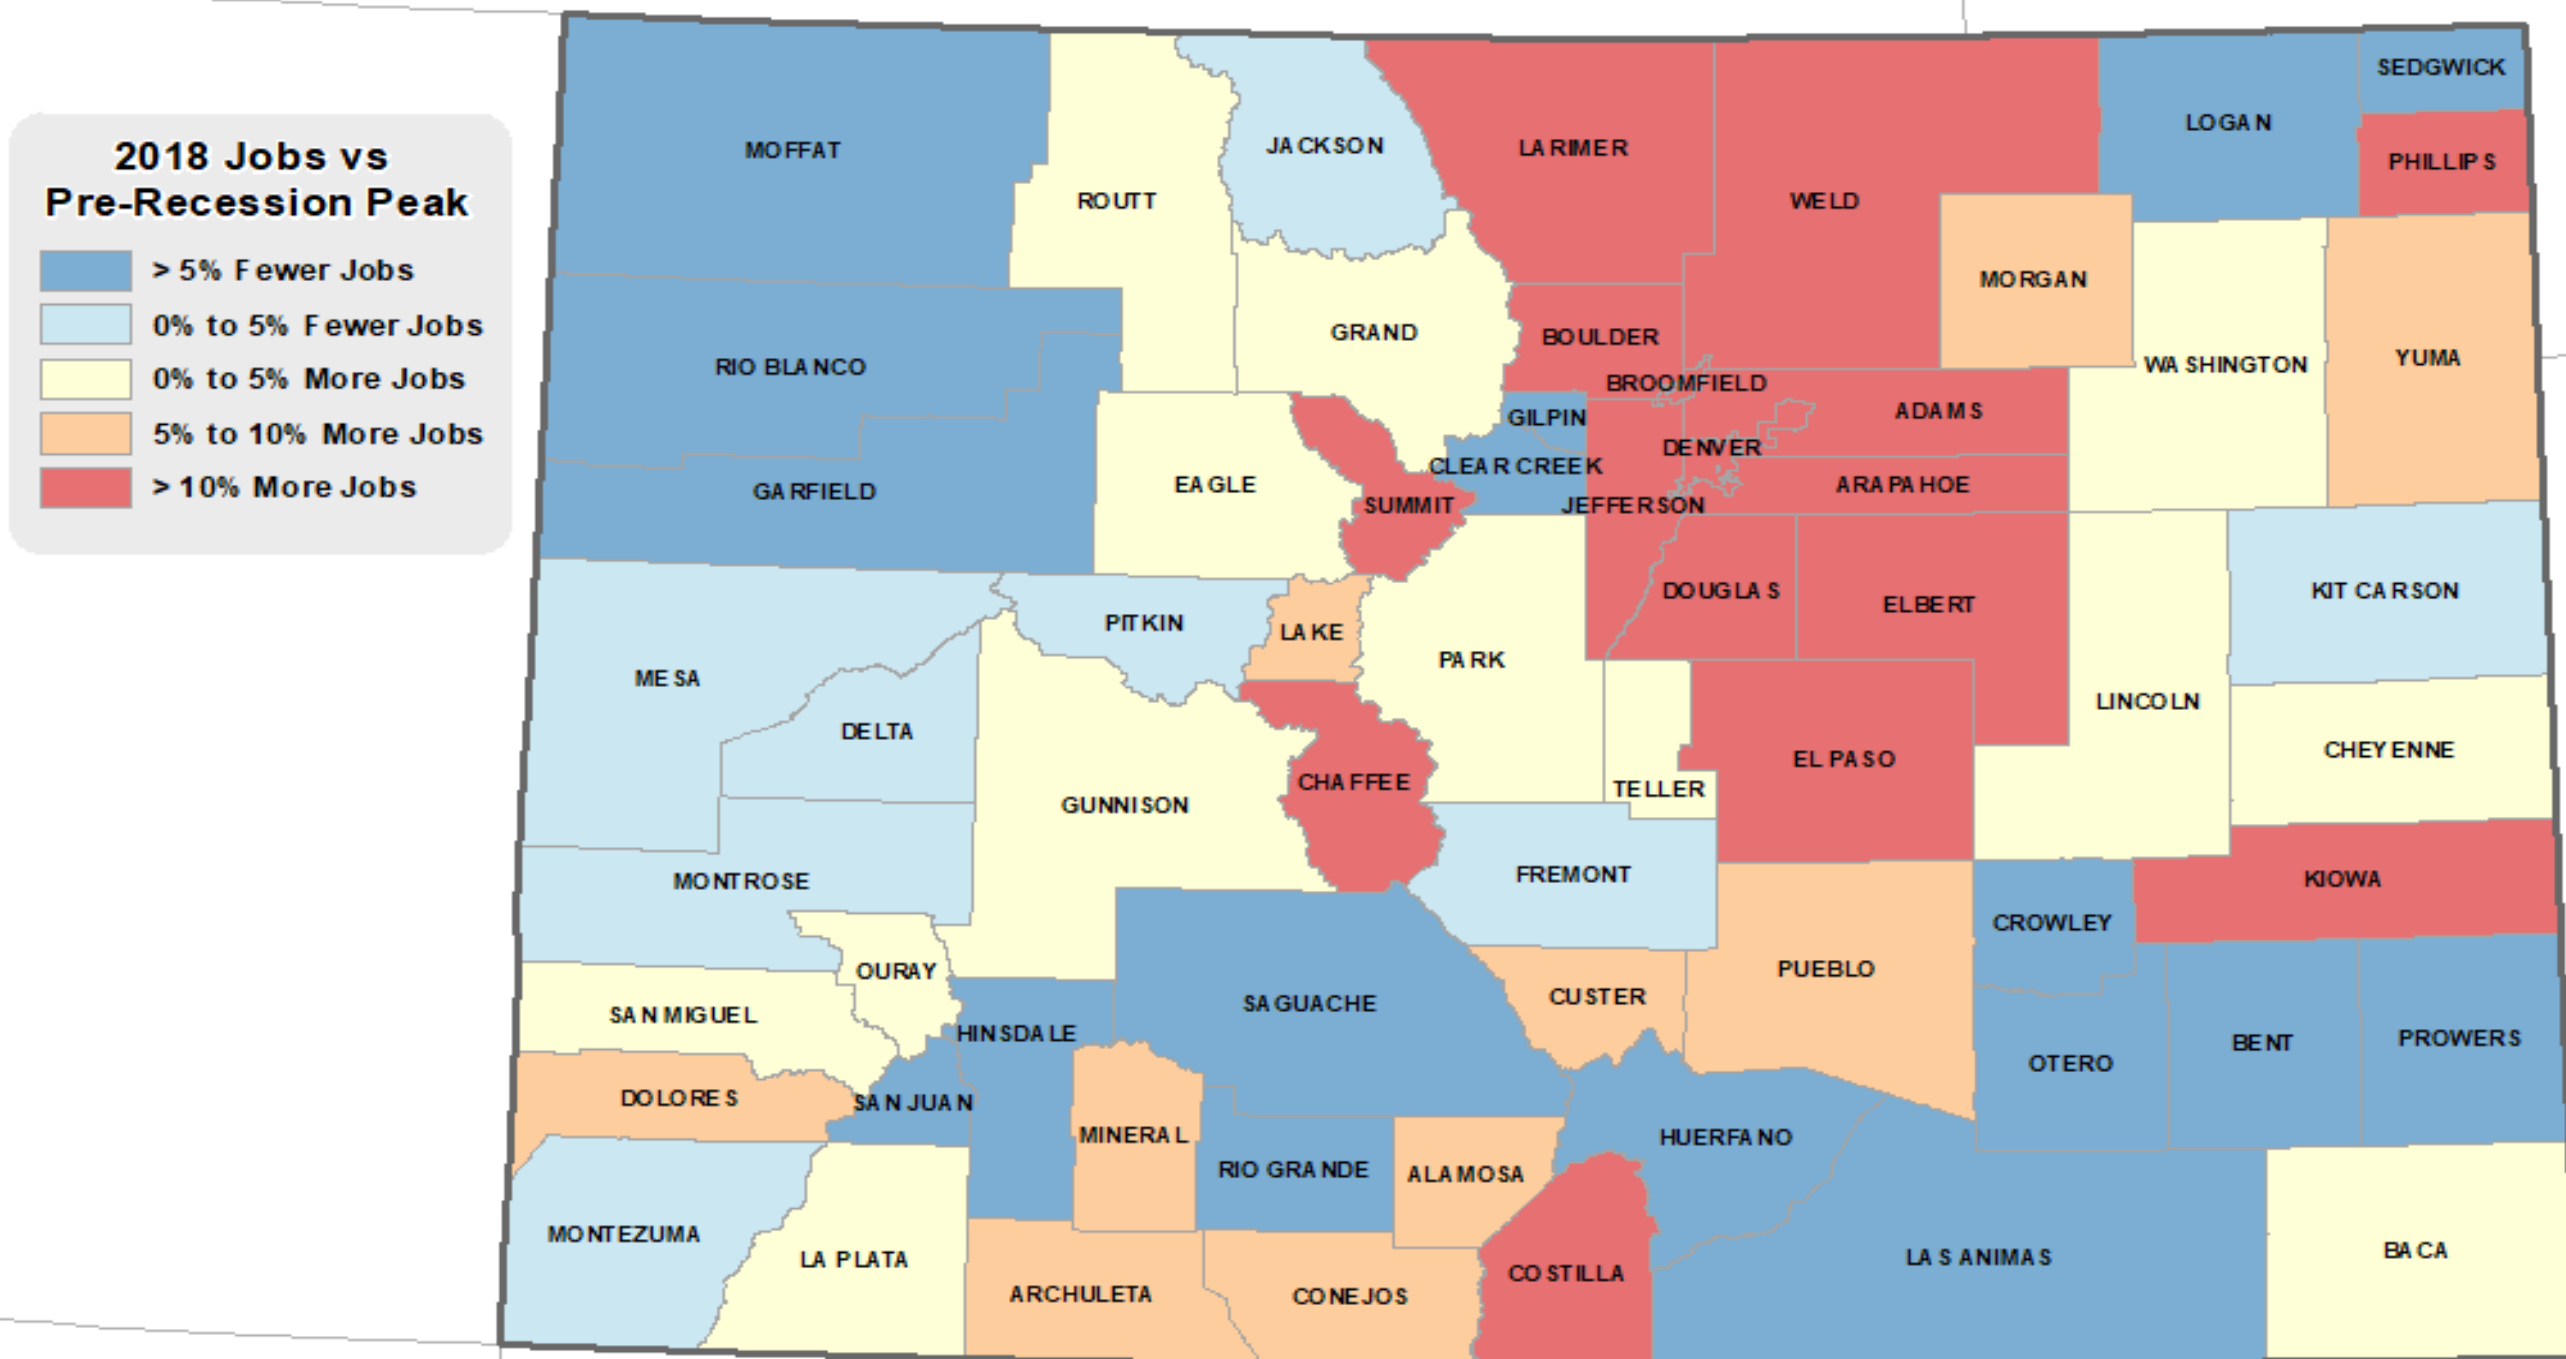 2018 Jobs vs
Pre-Recession Peak
> 5% Fewer Jobs
0% to 5% Fewer Jobs
0% to 5% More Jobs
5% to 10% More Jobs
> 10% More Jobs
MOFFAT
ROUTT
JACKSON
LARIMER
WELD
LOGAN
SEDGWICK
PHILLIPS
MORGAN
RIO BLANCO
GRAND
BOULDER
BROOMFIELD
WASHINGTON
YUMA
GARFIELD
EAGLE
SUMMIT
GILPIN
CLEAR CREEK
JEFFERSON
DENVER
ADAMS
ARAPAHOE
MESA
PITKIN
LAKE
PARK
DOUGLAS
ELBERT
LINCOLN
KIT CARSON
DELTA
GUNNISON
CHAFFEE
TELLER
EL PASO
CHEYENNE
MONTROSE
FREMONT
KIOWA
OURAY
CROWLEY
SAN MIGUEL
HINSDALE
SAGUACHE
CUSTER
PUEBLO
OTERO
BENT
PROWERS
DOLORES
SAN JUAN
MINERAL
RIO GRANDE
ALAMOSA
HUERFANO
MONTEZUMA
LA PLATA
ARCHULETA
CONEJOS
COSTILLA
LAS ANIMAS
BACA